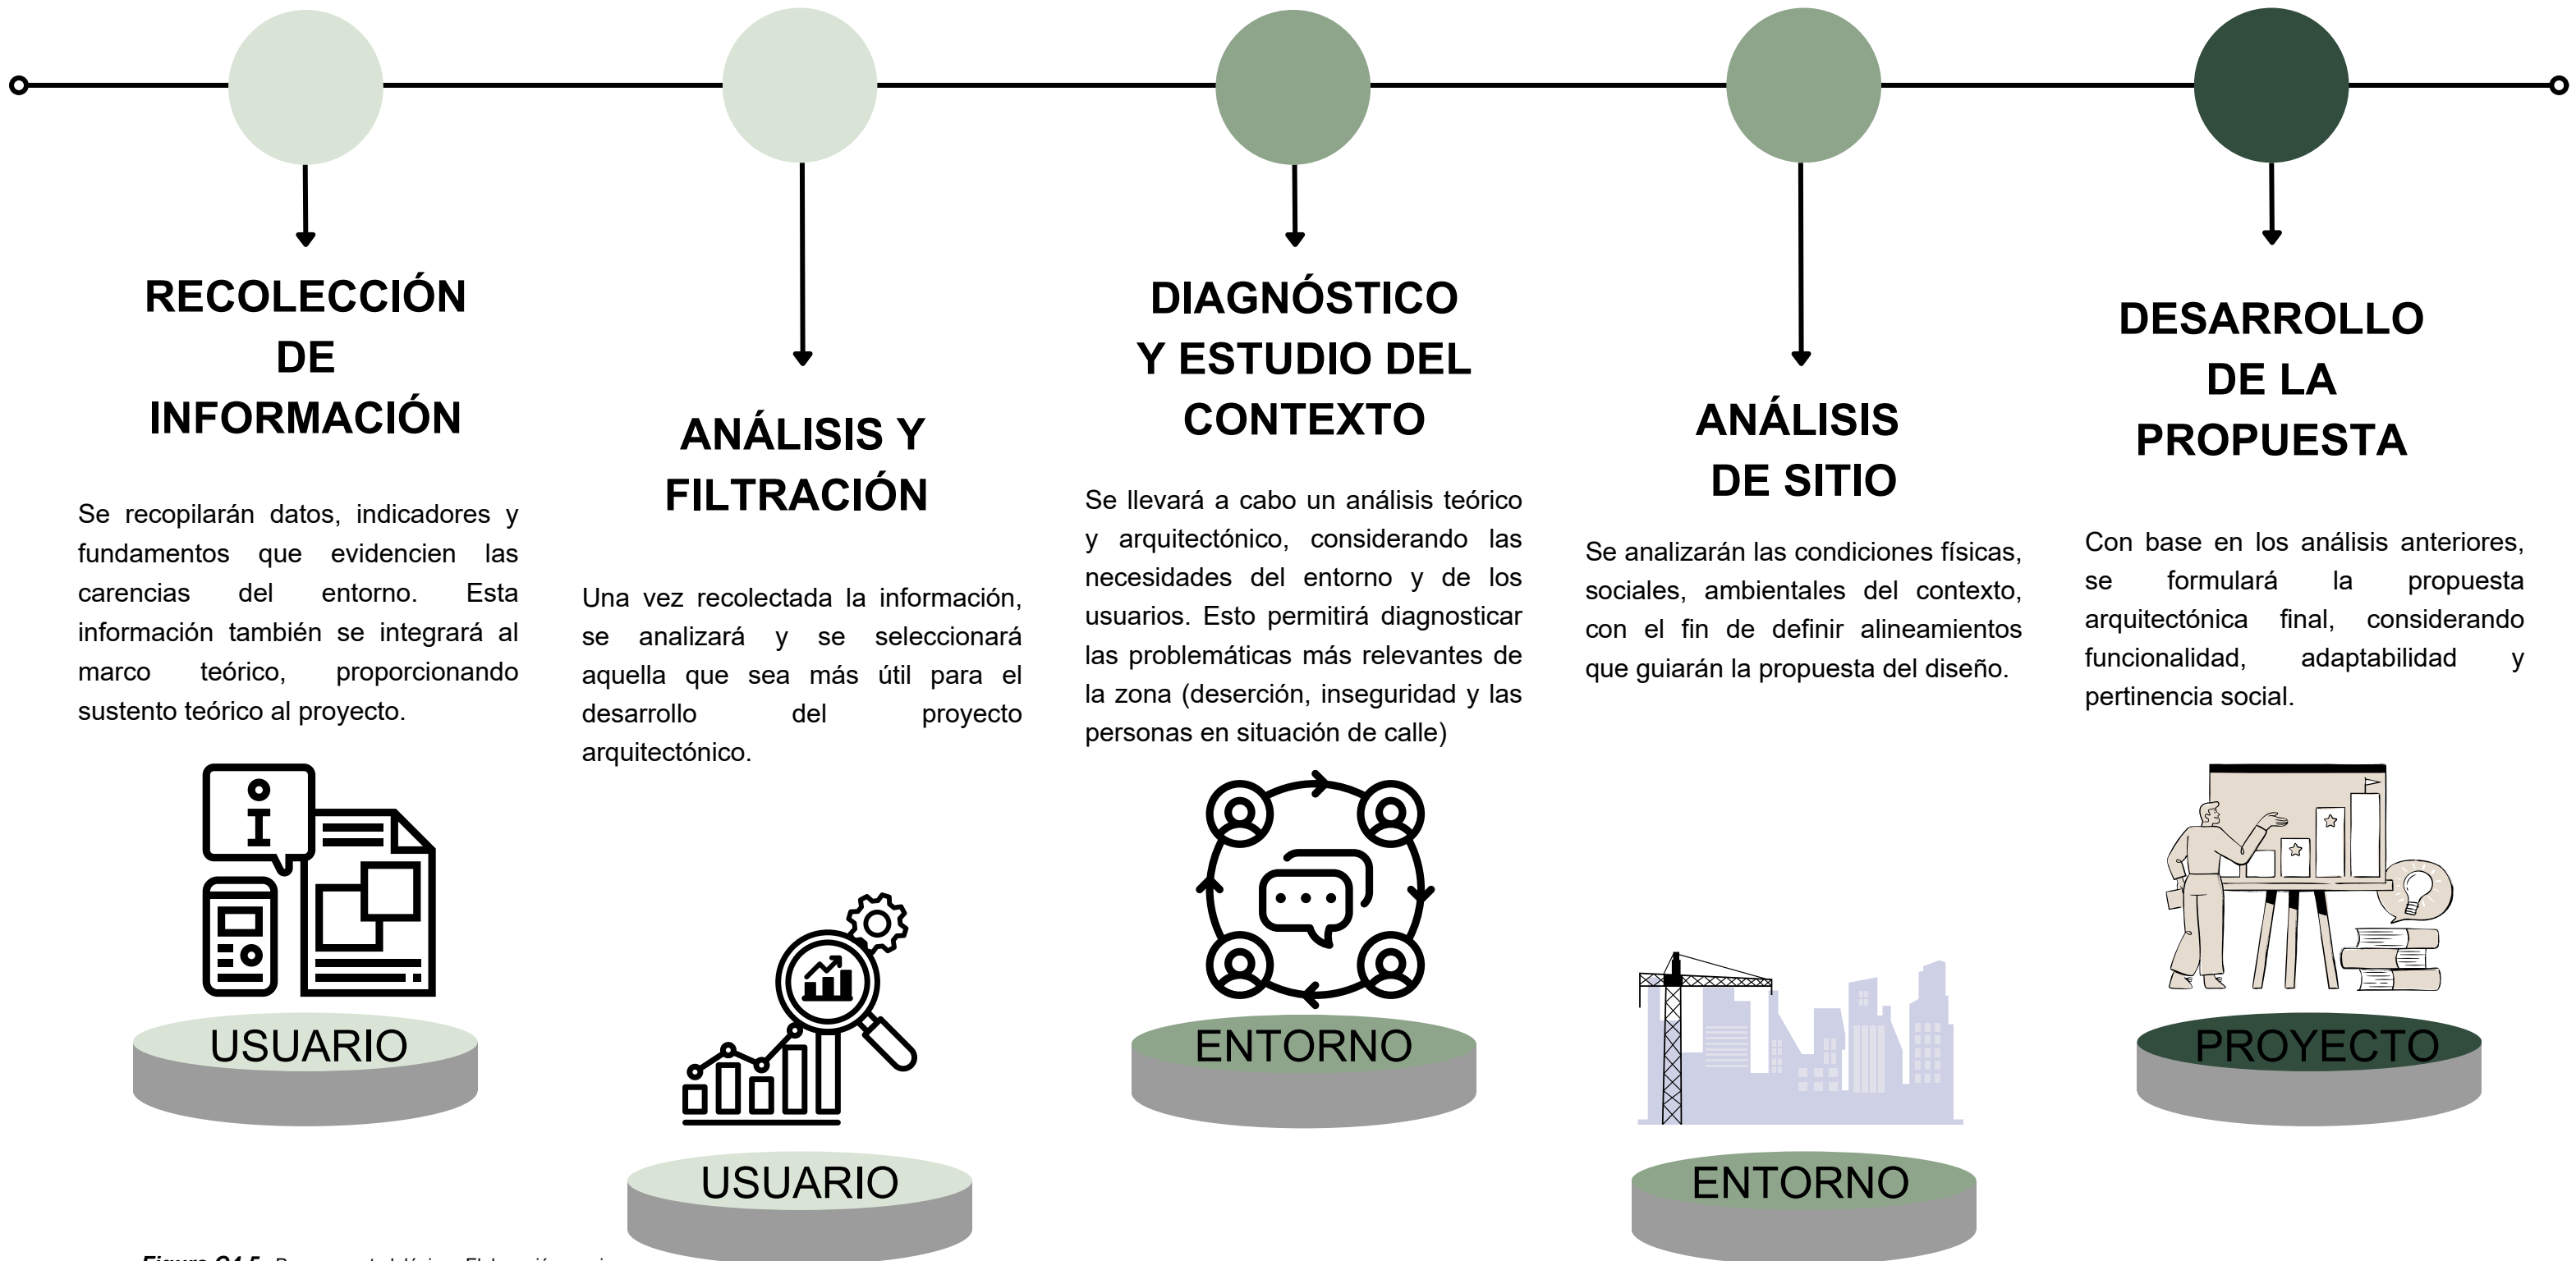 RECOLECCIÓN
DE
INFORMACIÓN
Se recopilarán datos, indicadores y
fundamentos que evidencien las
carencias del entorno. Esta
información también se integrará al
marco teórico, proporcionando
sustento teórico al proyecto.
USUARIO
ANÁLISIS Y
FILTRACIÓN
Una vez recolectada la información,
se analizará y se seleccionará
aquella que sea más útil para el
desarrollo del proyecto
arquitectónico.
USUARIO
DIAGNÓSTICO
Y ESTUDIO DEL
CONTEXTO
Se llevará a cabo un análisis teórico
y arquitectónico, considerando las
necesidades del entorno y de los
usuarios. Esto permitirá diagnosticar
las problemáticas más relevantes de
la zona (deserción, inseguridad y las
personas en situación de calle)
ENTORNO
ANÁLISIS
DE SITIO
Se analizarán las condiciones físicas,
sociales, ambientales del contexto,
con el fin de definir alineamientos
que guiarán la propuesta del diseño.
ENTORNO
DESARROLLO
DE LA
PROPUESTA
Con base en los análisis anteriores,
se formulará la propuesta
arquitectónica final, considerando
funcionalidad, adaptabilidad y
pertinencia social.
PROYECTO